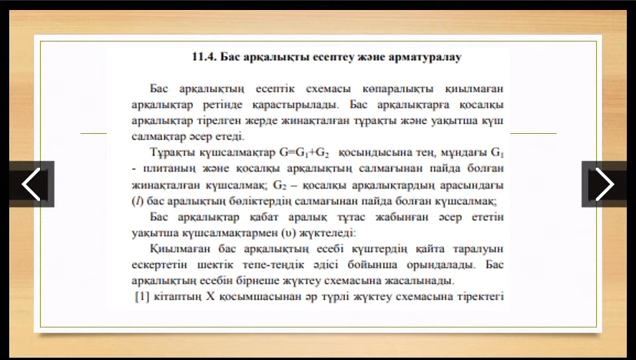 11.4. Бас арқалықты есептеу және арматуралау
Бас арқалықтың есептік схемасы көпаралықты қиылмаған
арқалықтар ретінде қарастырылады. Бас арқалықтарға қосалқы
арқалықтар тірелген жерде жинақталған тұрақты және уақытша күш
салмақтар әсер етеді.
Тұрақты күшсалмақтар G=G₁+G₂ қосындысына тең, мұндағы G₁
- плитаның және қосалқы арқалықтың салмағынан пайда болған
жинақталған күшсалмақ; G₂ – қосалқы арқалықтардың арасындағы
(l) бас аралықтың бөліктердің салмағынан пайда болған күшсалмақ;
Бас арқалықтар қабат аралық тұтас жабынған әсер ететін
уақытша күшсалмақтармен (υ) жүктеледі:
Қиылмаған бас арқалықтың есебі күштердің қайта таралуын
ескертетін шектік тепе-теңдік әдісі бойынша орындалады. Бас
арқалықтың есебін бірнеше жүктеу схемасына жасалынады.
[1] кітаптың X қосымшасынан әр түрлі жүктеу схемасына тіректегі